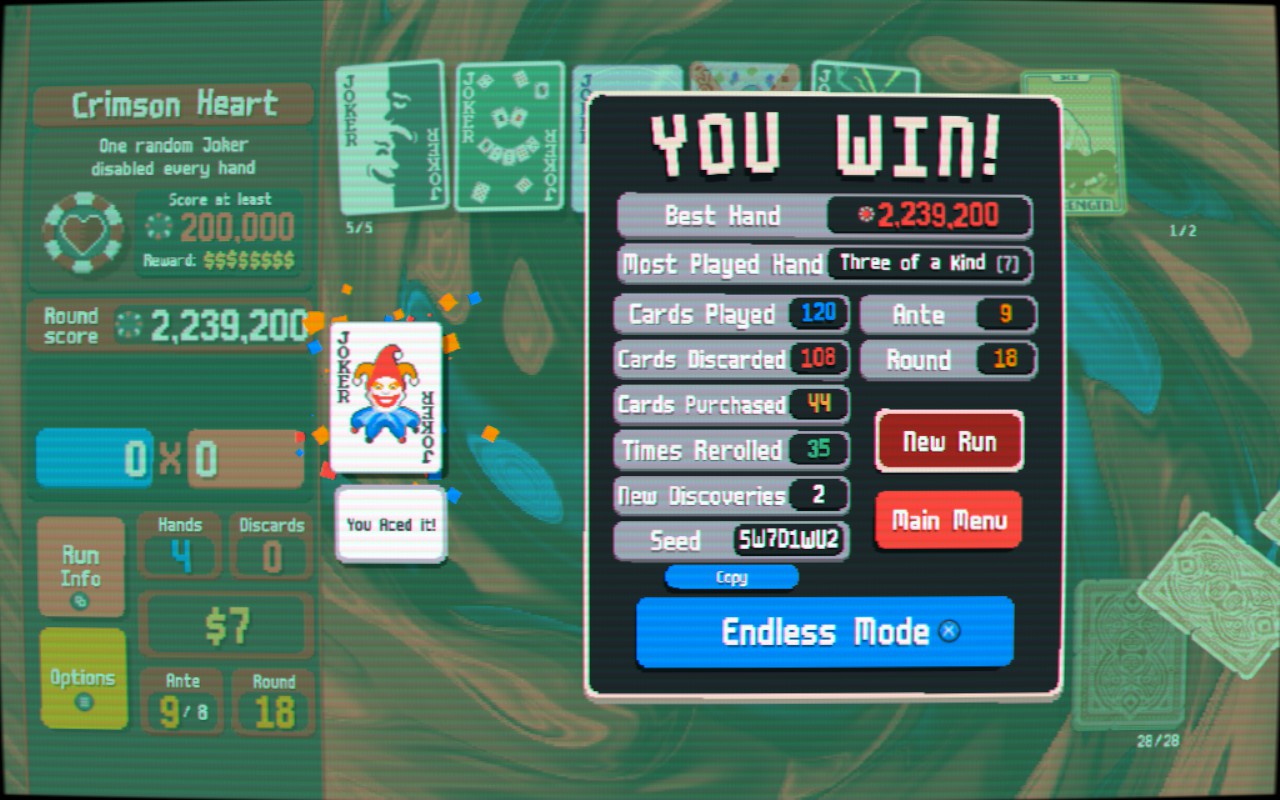 Crimson Heart
One random Joker
disabled every hand
Score at least
200,000
Reward: $$$$$$$$
Round
score
2,239,200
0 X 0
Run
Info
Options
Hands
4
Discards
0
$7
Ante
9/8
Round
18
JOKER
JOKER
JOKER
JOKER
5/5
JOKER
JOKER
You Aced it!
YOU WIN!
Best Hand 2,239,200
Most Played Hand Three of a Kind (7)
Cards Played 120
Ante 9
Cards Discarded 108
Round 18
Cards Purchased 44
Times Rerolled 35
New Discoveries 2
Seed 5W7D1WU2
Copy
New Run
Main Menu
Endless Mode
1/2
28/28